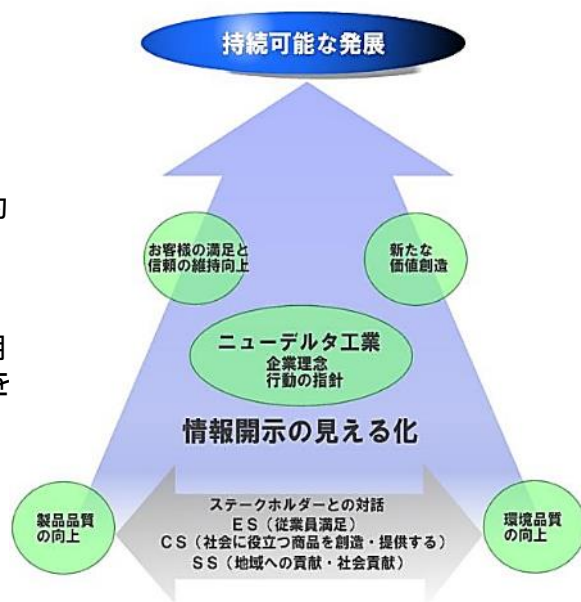 持続可能な発展
お客様の満足と
信頼の維持向上
新たな
価値創造
ニューデルタ工業
企業理念
行動の指針
情報開示の見える化
製品品質
の向上
ステークホルダーとの対話
ES（従業員満足）
CS（社会に役立つ商品を創造・提供する）
SS（地域への貢献・社会貢献）
環境品質
の向上
を